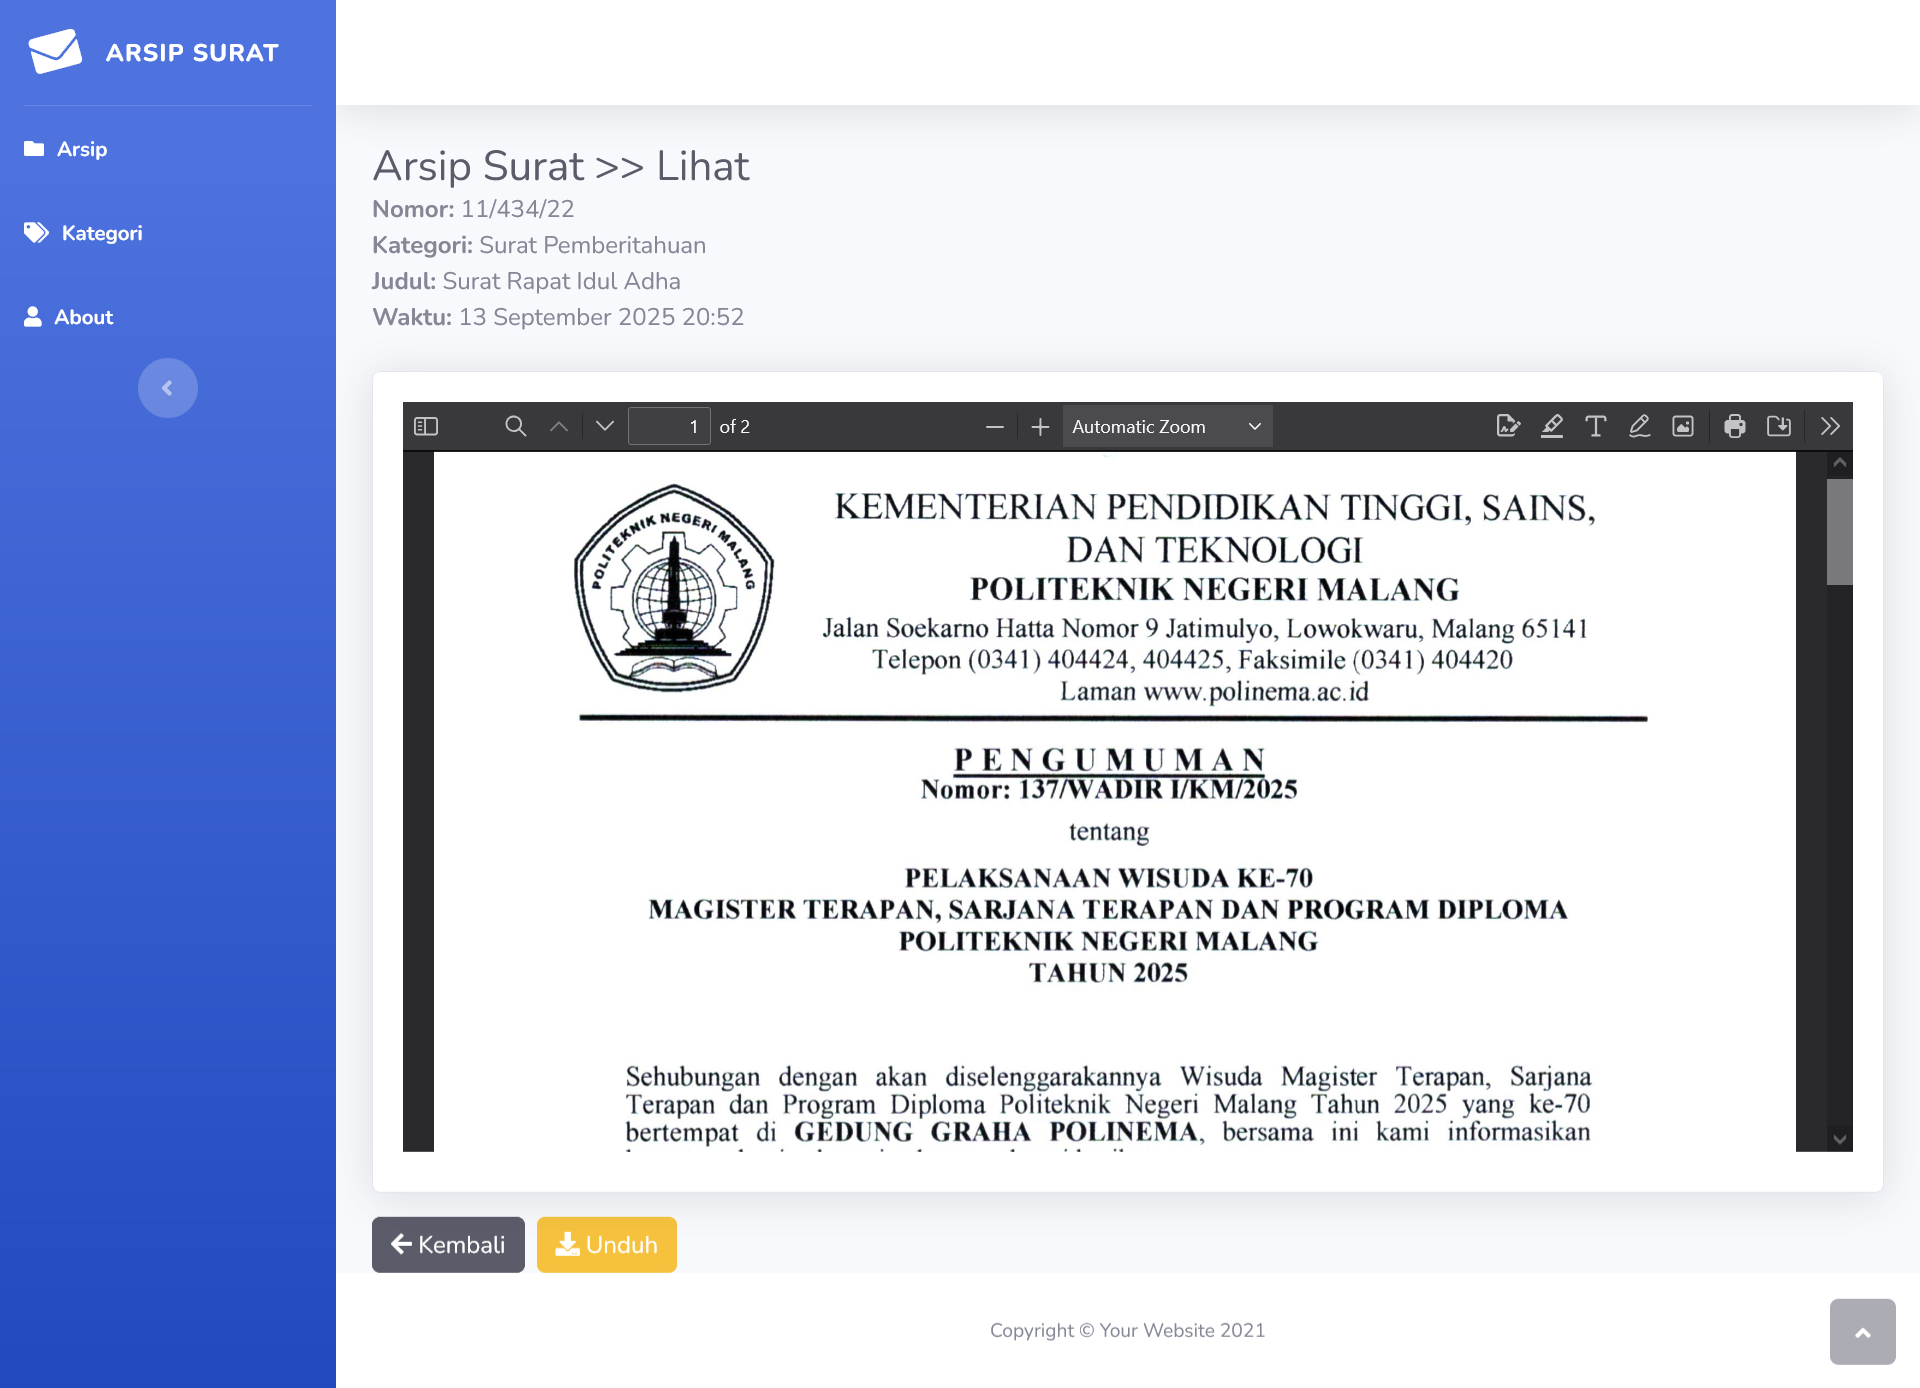 ARSIP SURAT
Arsip
Kategori
About
Arsip Surat >> Lihat
Nomor: 11/434/22
Kategori: Surat Pemberitahuan
Judul: Surat Rapat Idul Adha
Waktu: 13 September 2025 20:52
1 of 2
Automatic Zoom
POLITEKNIK NEGERI MALANG
KEMENTERIAN PENDIDIKAN TINGGI, SAINS,
DAN TEKNOLOGI
POLITEKNIK NEGERI MALANG
Jalan Soekarno Hatta Nomor 9 Jatimulyo, Lowokwaru, Malang 65141
Telepon (0341) 404424, 404425, Faksimile (0341) 404420
Laman www.polinema.ac.id
P E N G U M U M A N
Nomor: 137/WADIR I/KM/2025
tentang
PELAKSANAAN WISUDA KE-70
MAGISTER TERAPAN, SARJANA TERAPAN DAN PROGRAM DIPLOMA
POLITEKNIK NEGERI MALANG
TAHUN 2025
Sehubungan dengan akan diselenggarakannya Wisuda Magister Terapan, Sarjana
Terapan dan Program Diploma Politeknik Negeri Malang Tahun 2025 yang ke-70
bertempat di GEDUNG GRAHA POLINEMA, bersama ini kami informasikan
Kembali
Unduh
Copyright © Your Website 2021